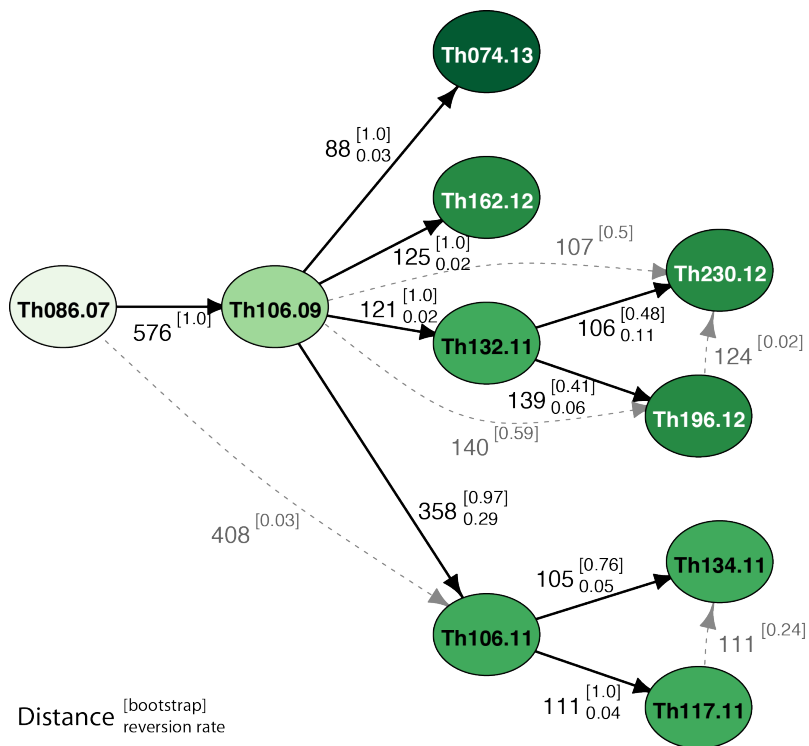 Th074.13
88 [1.0]
0.03
Th162.12
125 [1.0]
0.02
107 [0.5]
Th230.12
Th086.07
576 [1.0]
Th106.09
121 [1.0]
0.02
Th132.11
106 [0.48]
0.11
124 [0.02]
139 [0.41]
0.06
Th196.12
140 [0.59]
358 [0.97]
0.29
408 [0.03]
Th134.11
105 [0.76]
0.05
Th106.11
111 [0.24]
111 [1.0]
0.04
Th117.11
Distance [bootstrap]
reversion rate